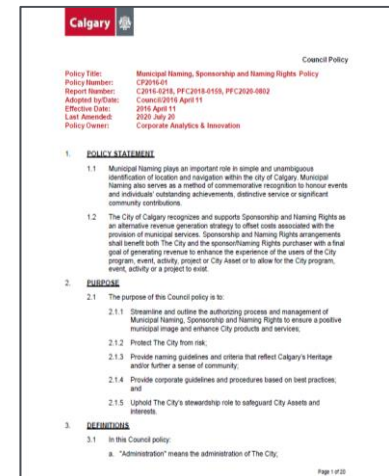 Calgary
Council Policy
Policy Title: Municipal Naming, Sponsorship and Naming Rights Policy
Policy Number: CP2016-01
Report Number: C2016-0218, PFC2018-0159, PFC2020-0802
Adopted by/Date: Council/2016 April 11
Effective Date: 2016 April 11
Last Amended: 2020 July 20
Policy Owner: Corporate Analytics & Innovation
1. POLICY STATEMENT
1.1 Municipal Naming plays an important role in simple and unambiguous
identification of location and navigation within the city of Calgary. Municipal
Naming also serves as a method of commemorative recognition to honour events
and individuals' outstanding achievements, distinctive service or significant
community contributions.
1.2 The City of Calgary recognizes and supports Sponsorship and Naming Rights as
an alternative revenue generation strategy to offset costs associated with the
provision of municipal services. Sponsorship and Naming Rights arrangements
shall benefit both The City and the sponsor/Naming Rights purchaser with a final
goal of generating revenue to enhance the experience of the users of the City
program, event, activity, project or City Asset or to allow for the City program,
event, activity or a project to exist.
2. PURPOSE
2.1 The purpose of this Council policy is to:
2.1.1 Streamline and outline the authorizing process and management of
Municipal Naming, Sponsorship and Naming Rights to ensure a positive
municipal image and enhance City products and services;
2.1.2 Protect The City from risk;
2.1.3 Provide naming guidelines and criteria that reflect Calgary's Heritage
and/or further a sense of community;
2.1.4 Provide corporate guidelines and procedures based on best practices;
and
2.1.5 Uphold The City's stewardship role to safeguard City Assets and
interests.
3. DEFINITIONS
3.1 In this Council policy:
a. "Administration" means the administration of The City;
Page 1 of 20